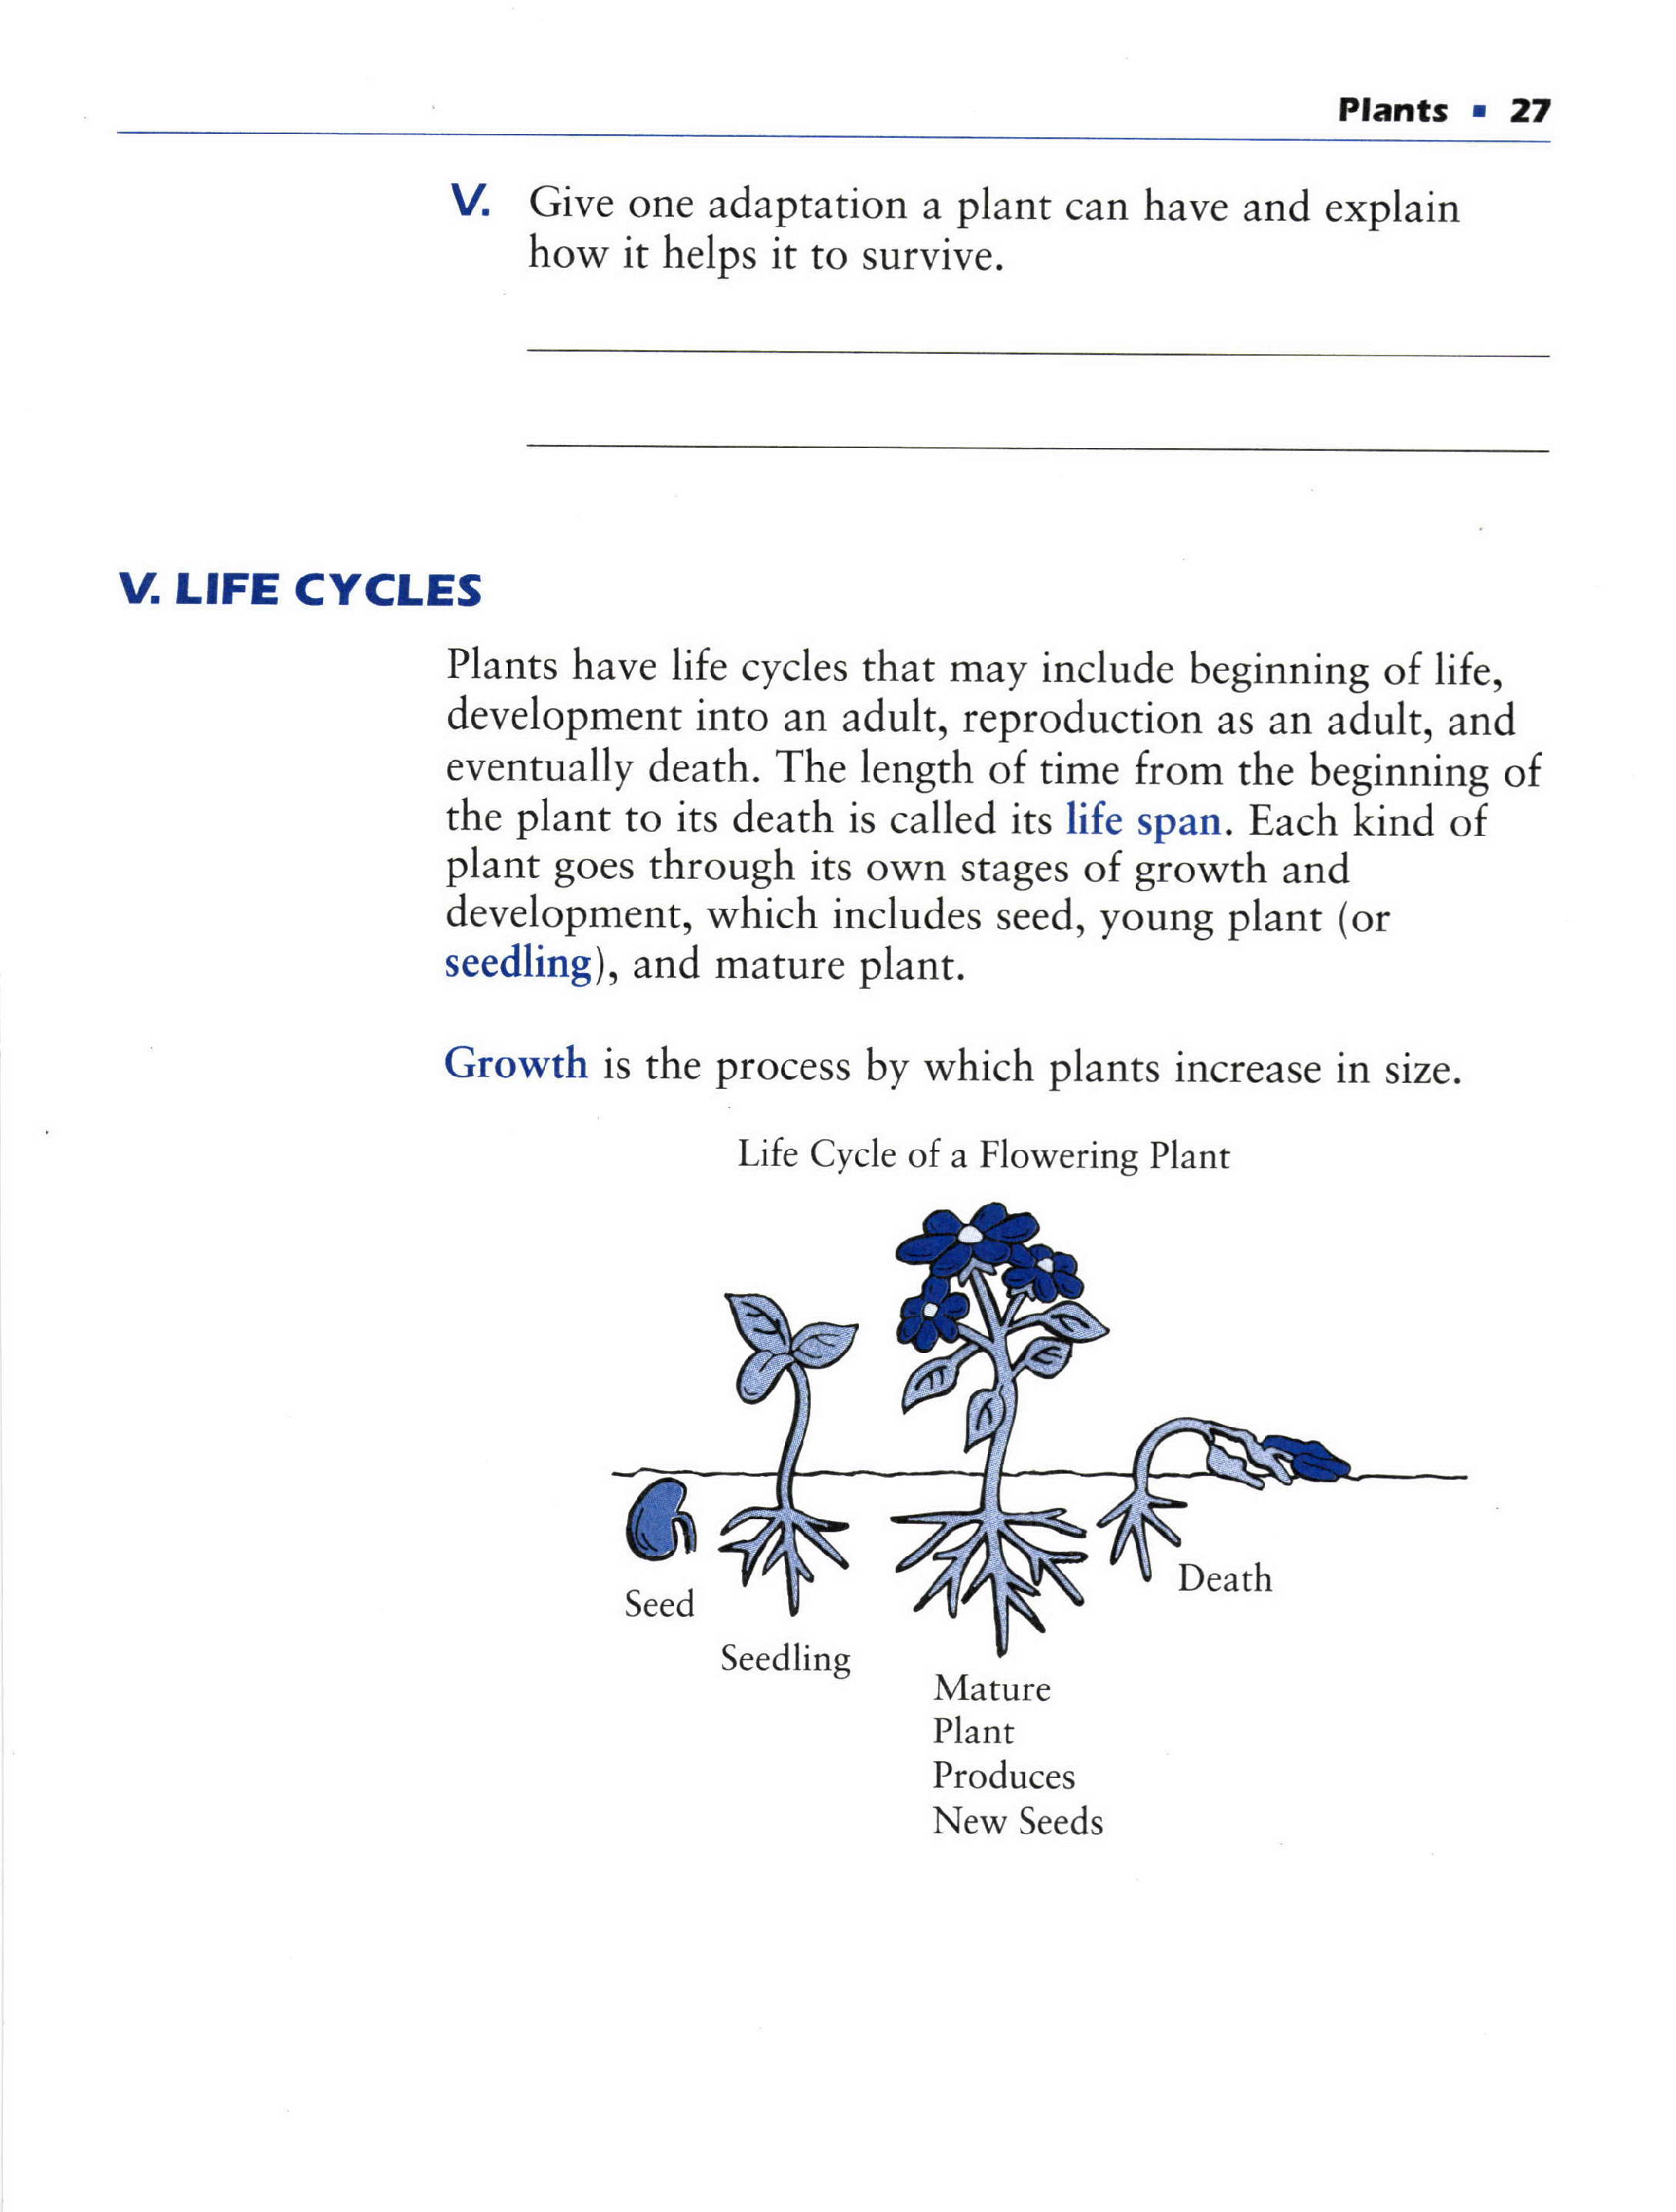 Plants ▪ 27
V. Give one adaptation a plant can have and explain
how it helps it to survive.
V. LIFE CYCLES
Plants have life cycles that may include beginning of life,
development into an adult, reproduction as an adult, and
eventually death. The length of time from the beginning of
the plant to its death is called its life span. Each kind of
plant goes through its own stages of growth and
development, which includes seed, young plant (or
seedling), and mature plant.
Growth is the process by which plants increase in size.
Life Cycle of a Flowering Plant
Seed
Seedling
Mature
Plant
Produces
New Seeds
Death